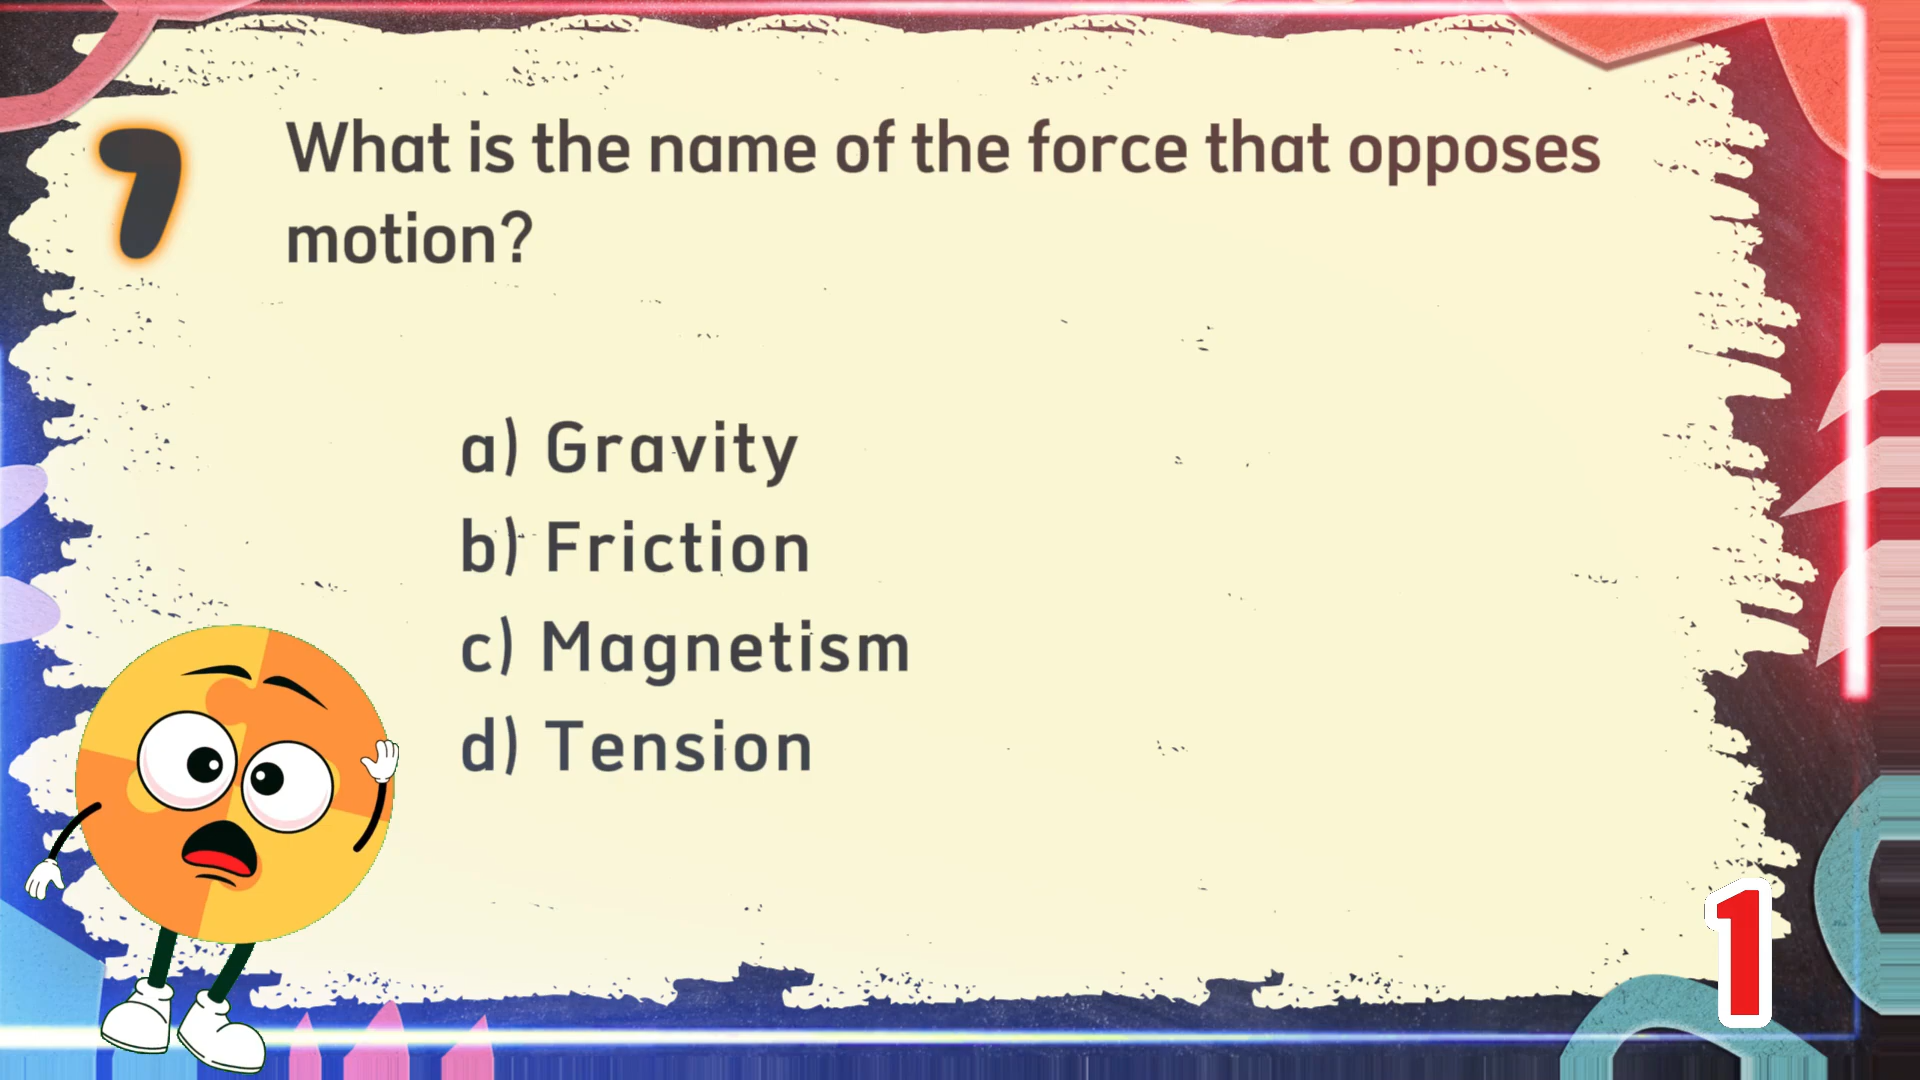 7
What is the name of the force that opposes
motion?
a) Gravity
b) Friction
c) Magnetism
d) Tension
1